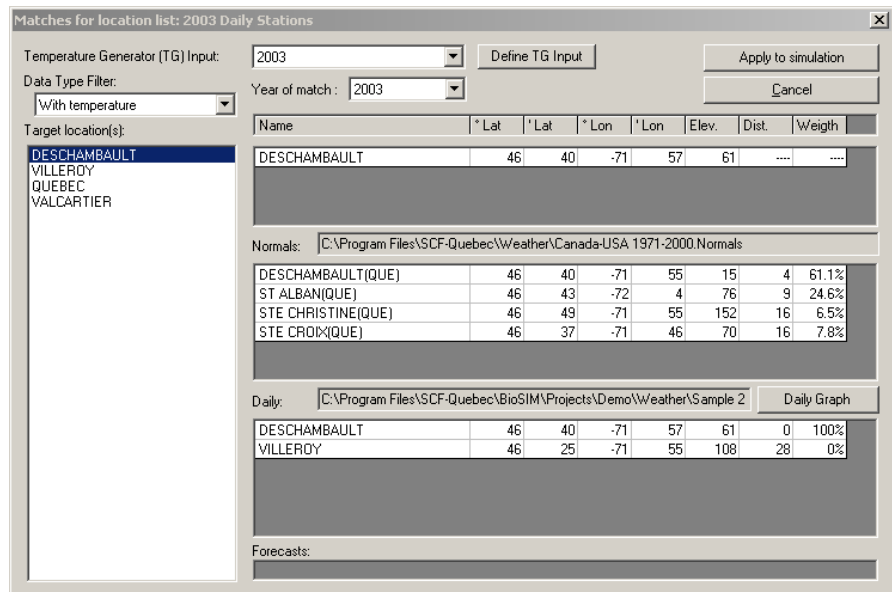 Matches for location list: 2003 Daily Stations
Temperature Generator (TG) Input: 2003 Define TG Input Apply to simulation
Data Type Filter: Year of match : 2003 Cancel
With temperature
Target location(s):
DESCHAMBAULT
VILLEROY
QUEBEC
VALCARTIER
Name ° Lat ' Lat ° Lon ' Lon Elev. Dist. Weigth
DESCHAMBAULT 46 40 -71 57 61 ---- ----
Normals: C:\Program Files\SCF-Quebec\Weather\Canada-USA 1971-2000.Normals
DESCHAMBAULT(QUE) 46 40 -71 55 15 4 61.1%
ST ALBAN(QUE) 46 43 -72 4 76 9 24.6%
STE CHRISTINE(QUE) 46 49 -71 55 152 16 6.5%
STE CROIX(QUE) 46 37 -71 46 70 16 7.8%
Daily: C:\Program Files\SCF-Quebec\BioSIM\Projects\Demo\Weather\Sample 2 Daily Graph
DESCHAMBAULT 46 40 -71 57 61 0 100%
VILLEROY 46 25 -71 55 108 28 0%
Forecasts: